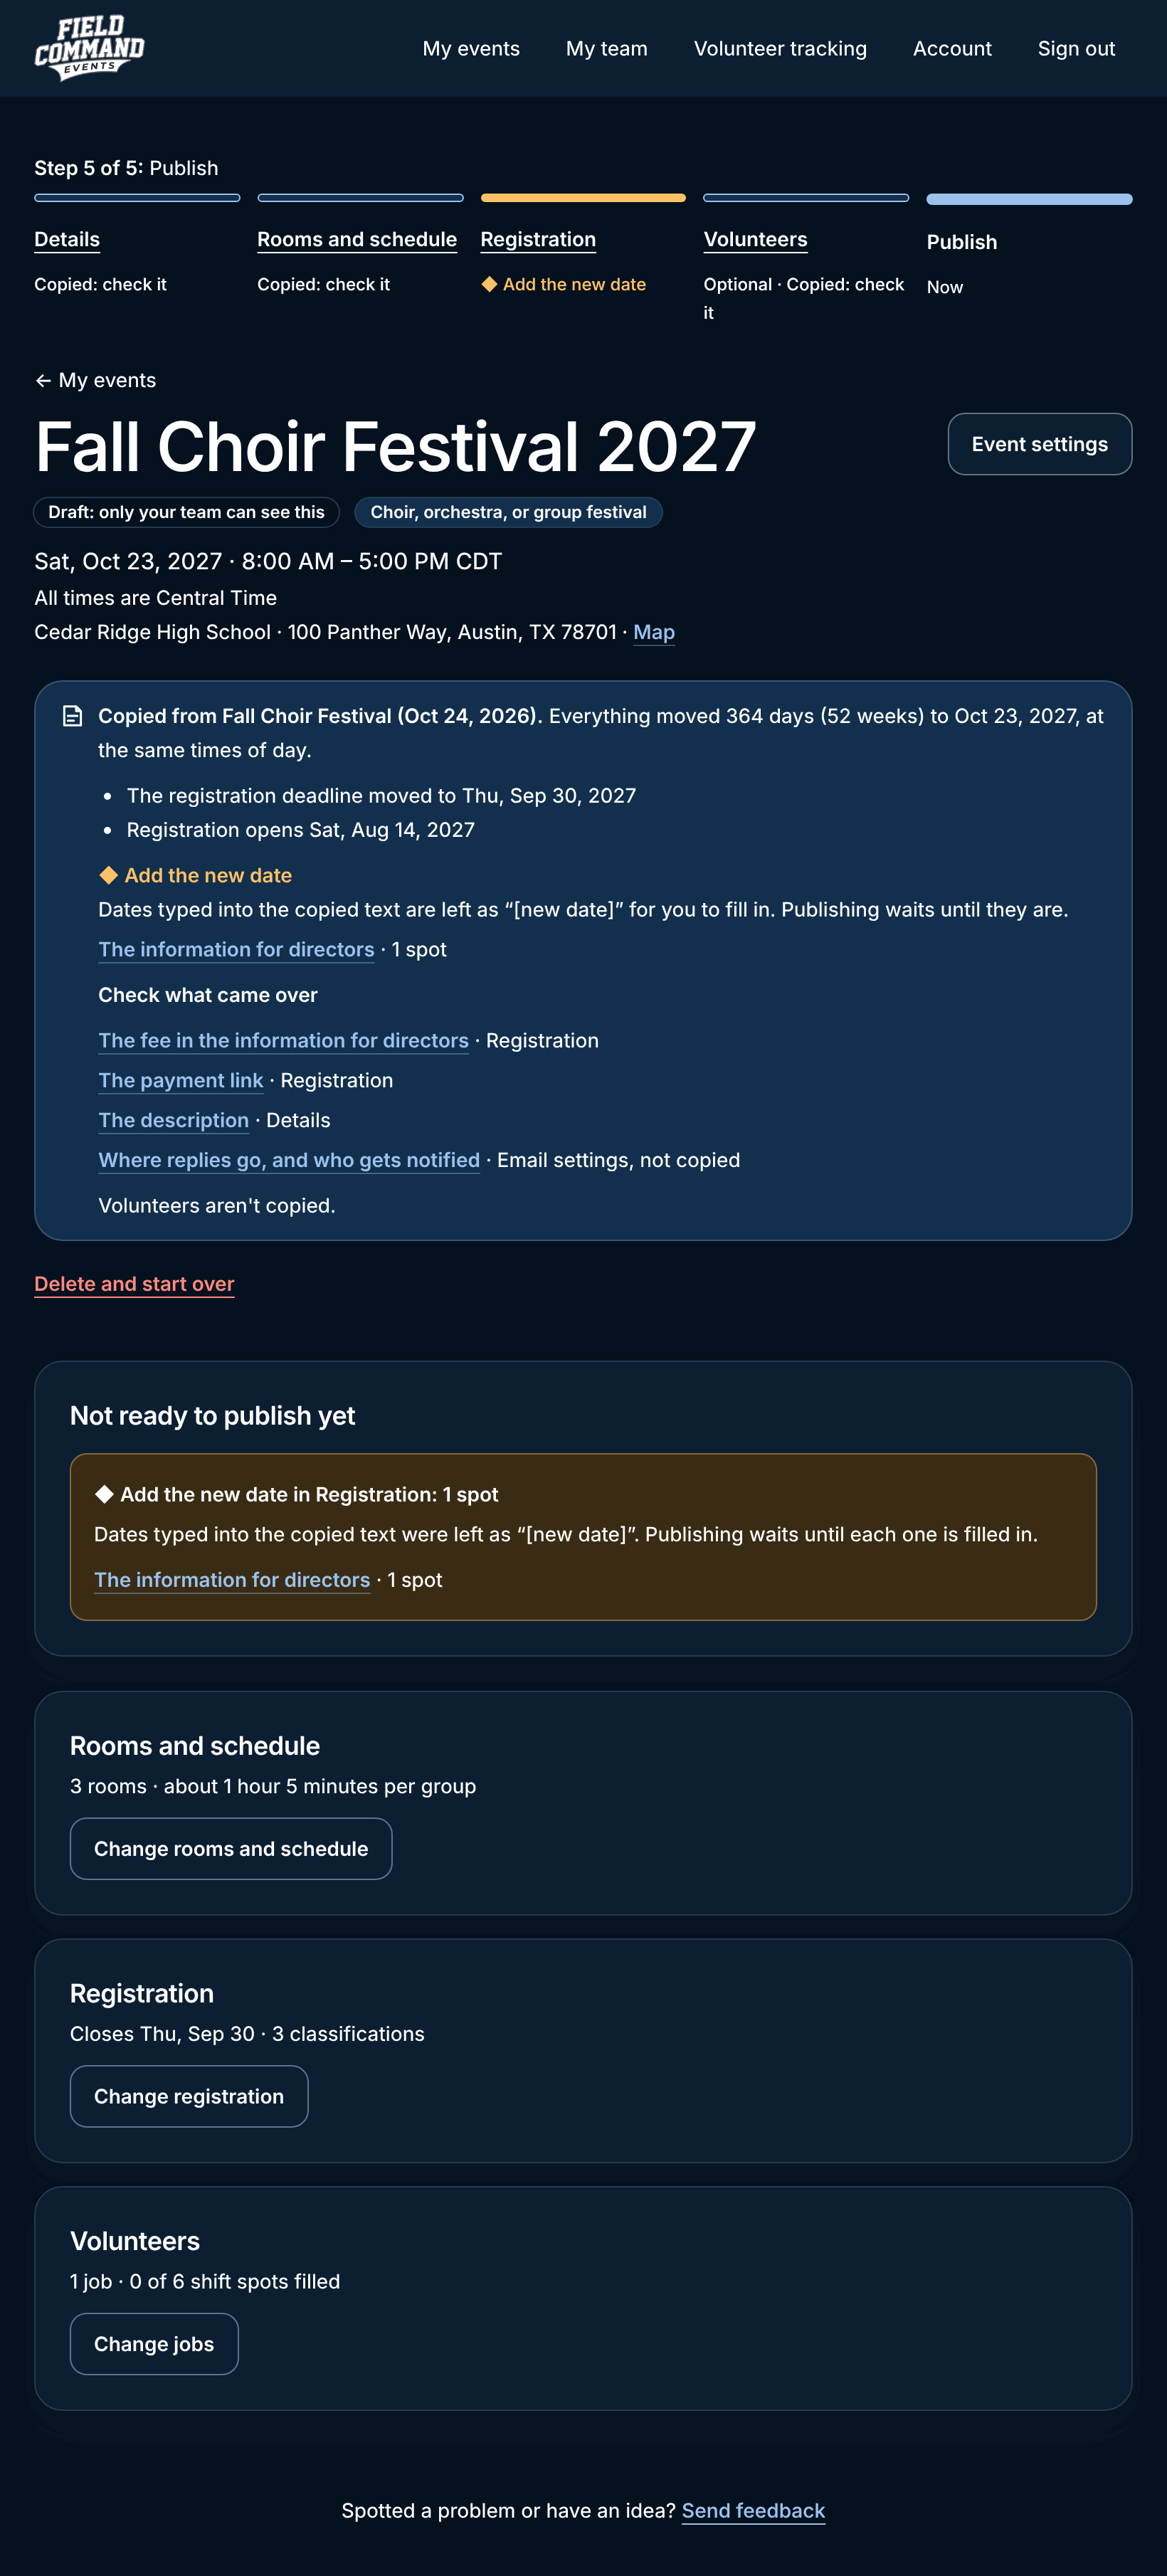 FIELD
COMMAND
EVENTS
My events
My team
Volunteer tracking
Account
Sign out
Step 5 of 5: Publish
Details
Copied: check it
Rooms and schedule
Copied: check it
Registration
◆ Add the new date
Volunteers
Optional · Copied: check
it
Publish
Now
← My events
Fall Choir Festival 2027
Event settings
Draft: only your team can see this
Choir, orchestra, or group festival
Sat, Oct 23, 2027 · 8:00 AM – 5:00 PM CDT
All times are Central Time
Cedar Ridge High School · 100 Panther Way, Austin, TX 78701 · Map
Copied from Fall Choir Festival (Oct 24, 2026). Everything moved 364 days (52 weeks) to Oct 23, 2027, at
the same times of day.
• The registration deadline moved to Thu, Sep 30, 2027
• Registration opens Sat, Aug 14, 2027
◆ Add the new date
Dates typed into the copied text are left as “[new date]” for you to fill in. Publishing waits until they are.
The information for directors · 1 spot
Check what came over
The fee in the information for directors · Registration
The payment link · Registration
The description · Details
Where replies go, and who gets notified · Email settings, not copied
Volunteers aren't copied.
Delete and start over
Not ready to publish yet
◆ Add the new date in Registration: 1 spot
Dates typed into the copied text were left as “[new date]”. Publishing waits until each one is filled in.
The information for directors · 1 spot
Rooms and schedule
3 rooms · about 1 hour 5 minutes per group
Change rooms and schedule
Registration
Closes Thu, Sep 30 · 3 classifications
Change registration
Volunteers
1 job · 0 of 6 shift spots filled
Change jobs
Spotted a problem or have an idea? Send feedback